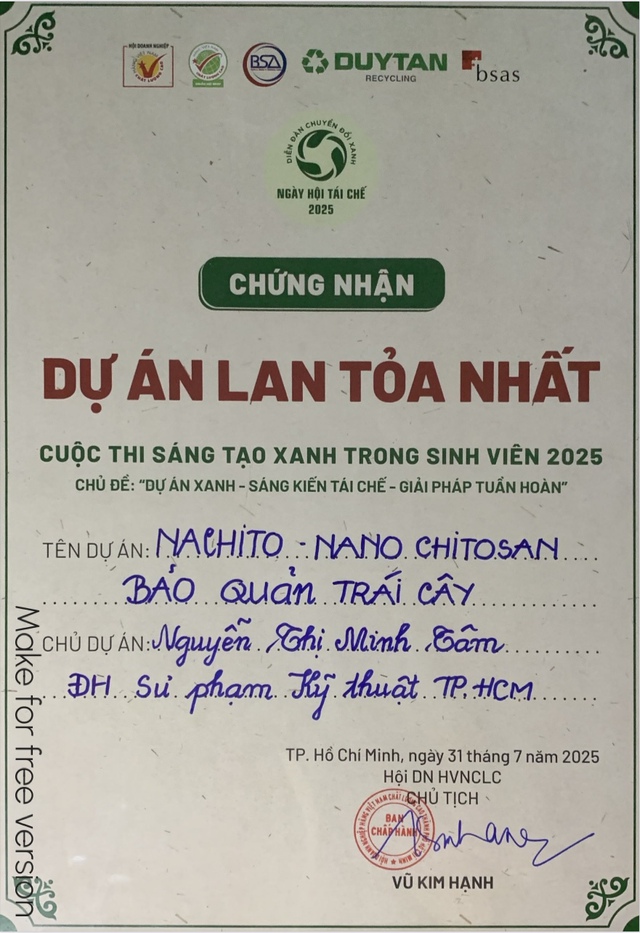 HỘI DOANH NGHIỆP
BSA
DUYTAN
RECYCLING
bsas
DIỄN ĐÀN CHUYỂN ĐỔI XANH
NGÀY HỘI TÁI CHẾ
2025
CHỨNG NHẬN
DỰ ÁN LAN TỎA NHẤT
CUỘC THI SÁNG TẠO XANH TRONG SINH VIÊN 2025
CHỦ ĐỀ: "DỰ ÁN XANH - SÁNG KIẾN TÁI CHẾ - GIẢI PHÁP TUẦN HOÀN"
TÊN DỰ ÁN: NACHITO - NANO CHITOSAN
BẢO QUẢN TRÁI CÂY
CHỦ DỰ ÁN: Nguyễn Thị Minh Tâm
ĐH Sư phạm Kỹ thuật TP. HCM
TP. Hồ Chí Minh, ngày 31 tháng 7 năm 2025
Hội DN HVNCLC
CHỦ TỊCH
BAN
CHẤP HÀNH
VŨ KIM HẠNH
Make for free version